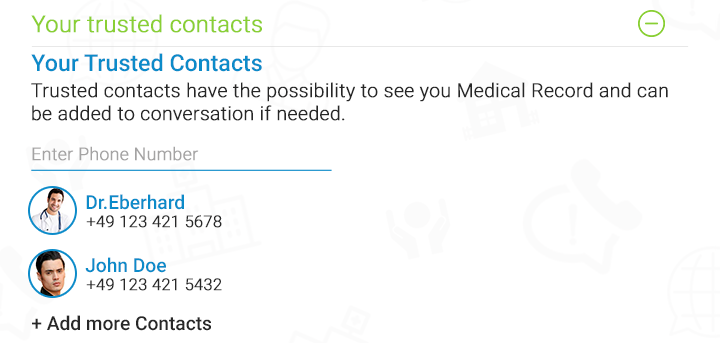 Your trusted contacts
Your Trusted Contacts
Trusted contacts have the possibility to see you Medical Record and can
be added to conversation if needed.
Enter Phone Number
Dr.Eberhard
+49 123 421 5678
John Doe
+49 123 421 5432
+ Add more Contacts